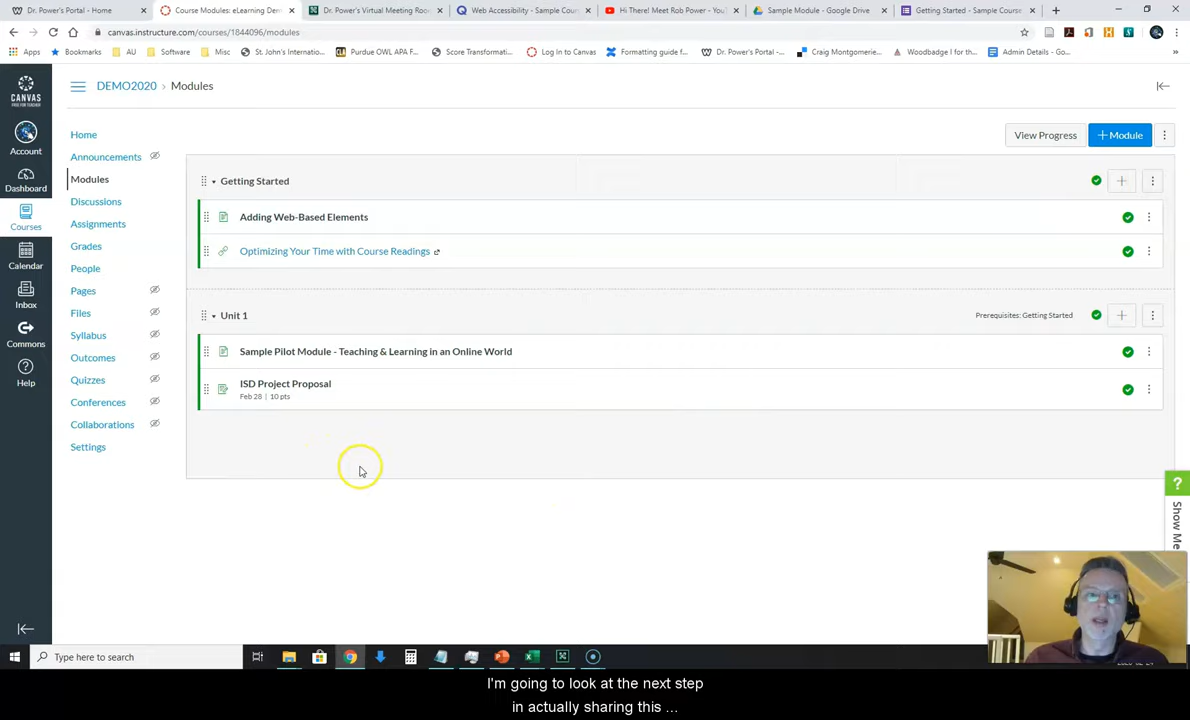 Dr. Power's Portal - Home
Course Modules: eLearning Dem
Dr. Power's Virtual Meeting Roo
Web Accessibility - Sample Cour
Hi There! Meet Rob Power - You
Sample Module - Google Drive
Getting Started - Sample Course
canvas.instructure.com/courses/1844096/modules
Apps
Bookmarks
AU
Software
Misc
St. John's Internatio...
Purdue OWL APA F...
Score Transformati...
Log In to Canvas
Formatting guide f...
Dr. Power's Portal -...
Craig Montgomerie...
Woodbadge I for th...
Admin Details - Go...
CANVAS
FREE FOR TEACHER
DEMO2020 › Modules
Account
Dashboard
Courses
Calendar
Inbox
Commons
Help
Home
Announcements
Modules
Discussions
Assignments
Grades
People
Pages
Files
Syllabus
Outcomes
Quizzes
Conferences
Collaborations
Settings
View Progress
+ Module
Getting Started
Adding Web-Based Elements
Optimizing Your Time with Course Readings
Unit 1
Prerequisites: Getting Started
Sample Pilot Module - Teaching & Learning in an Online World
ISD Project Proposal
Feb 28 | 10 pts
? Show Me
Type here to search
I'm going to look at the next step
in actually sharing this ...